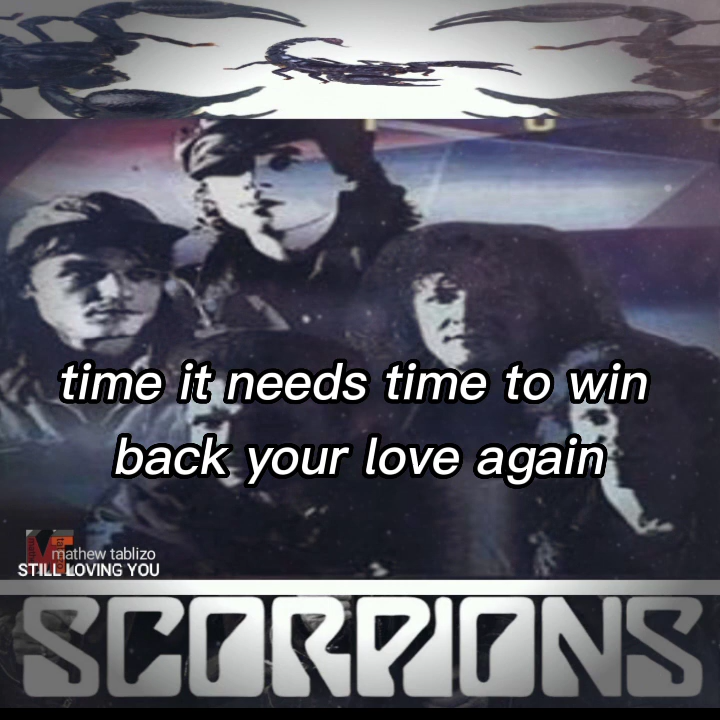 time it needs time to win
back your love again
mathew tablizo
STILL LOVING YOU
SCORPIONS